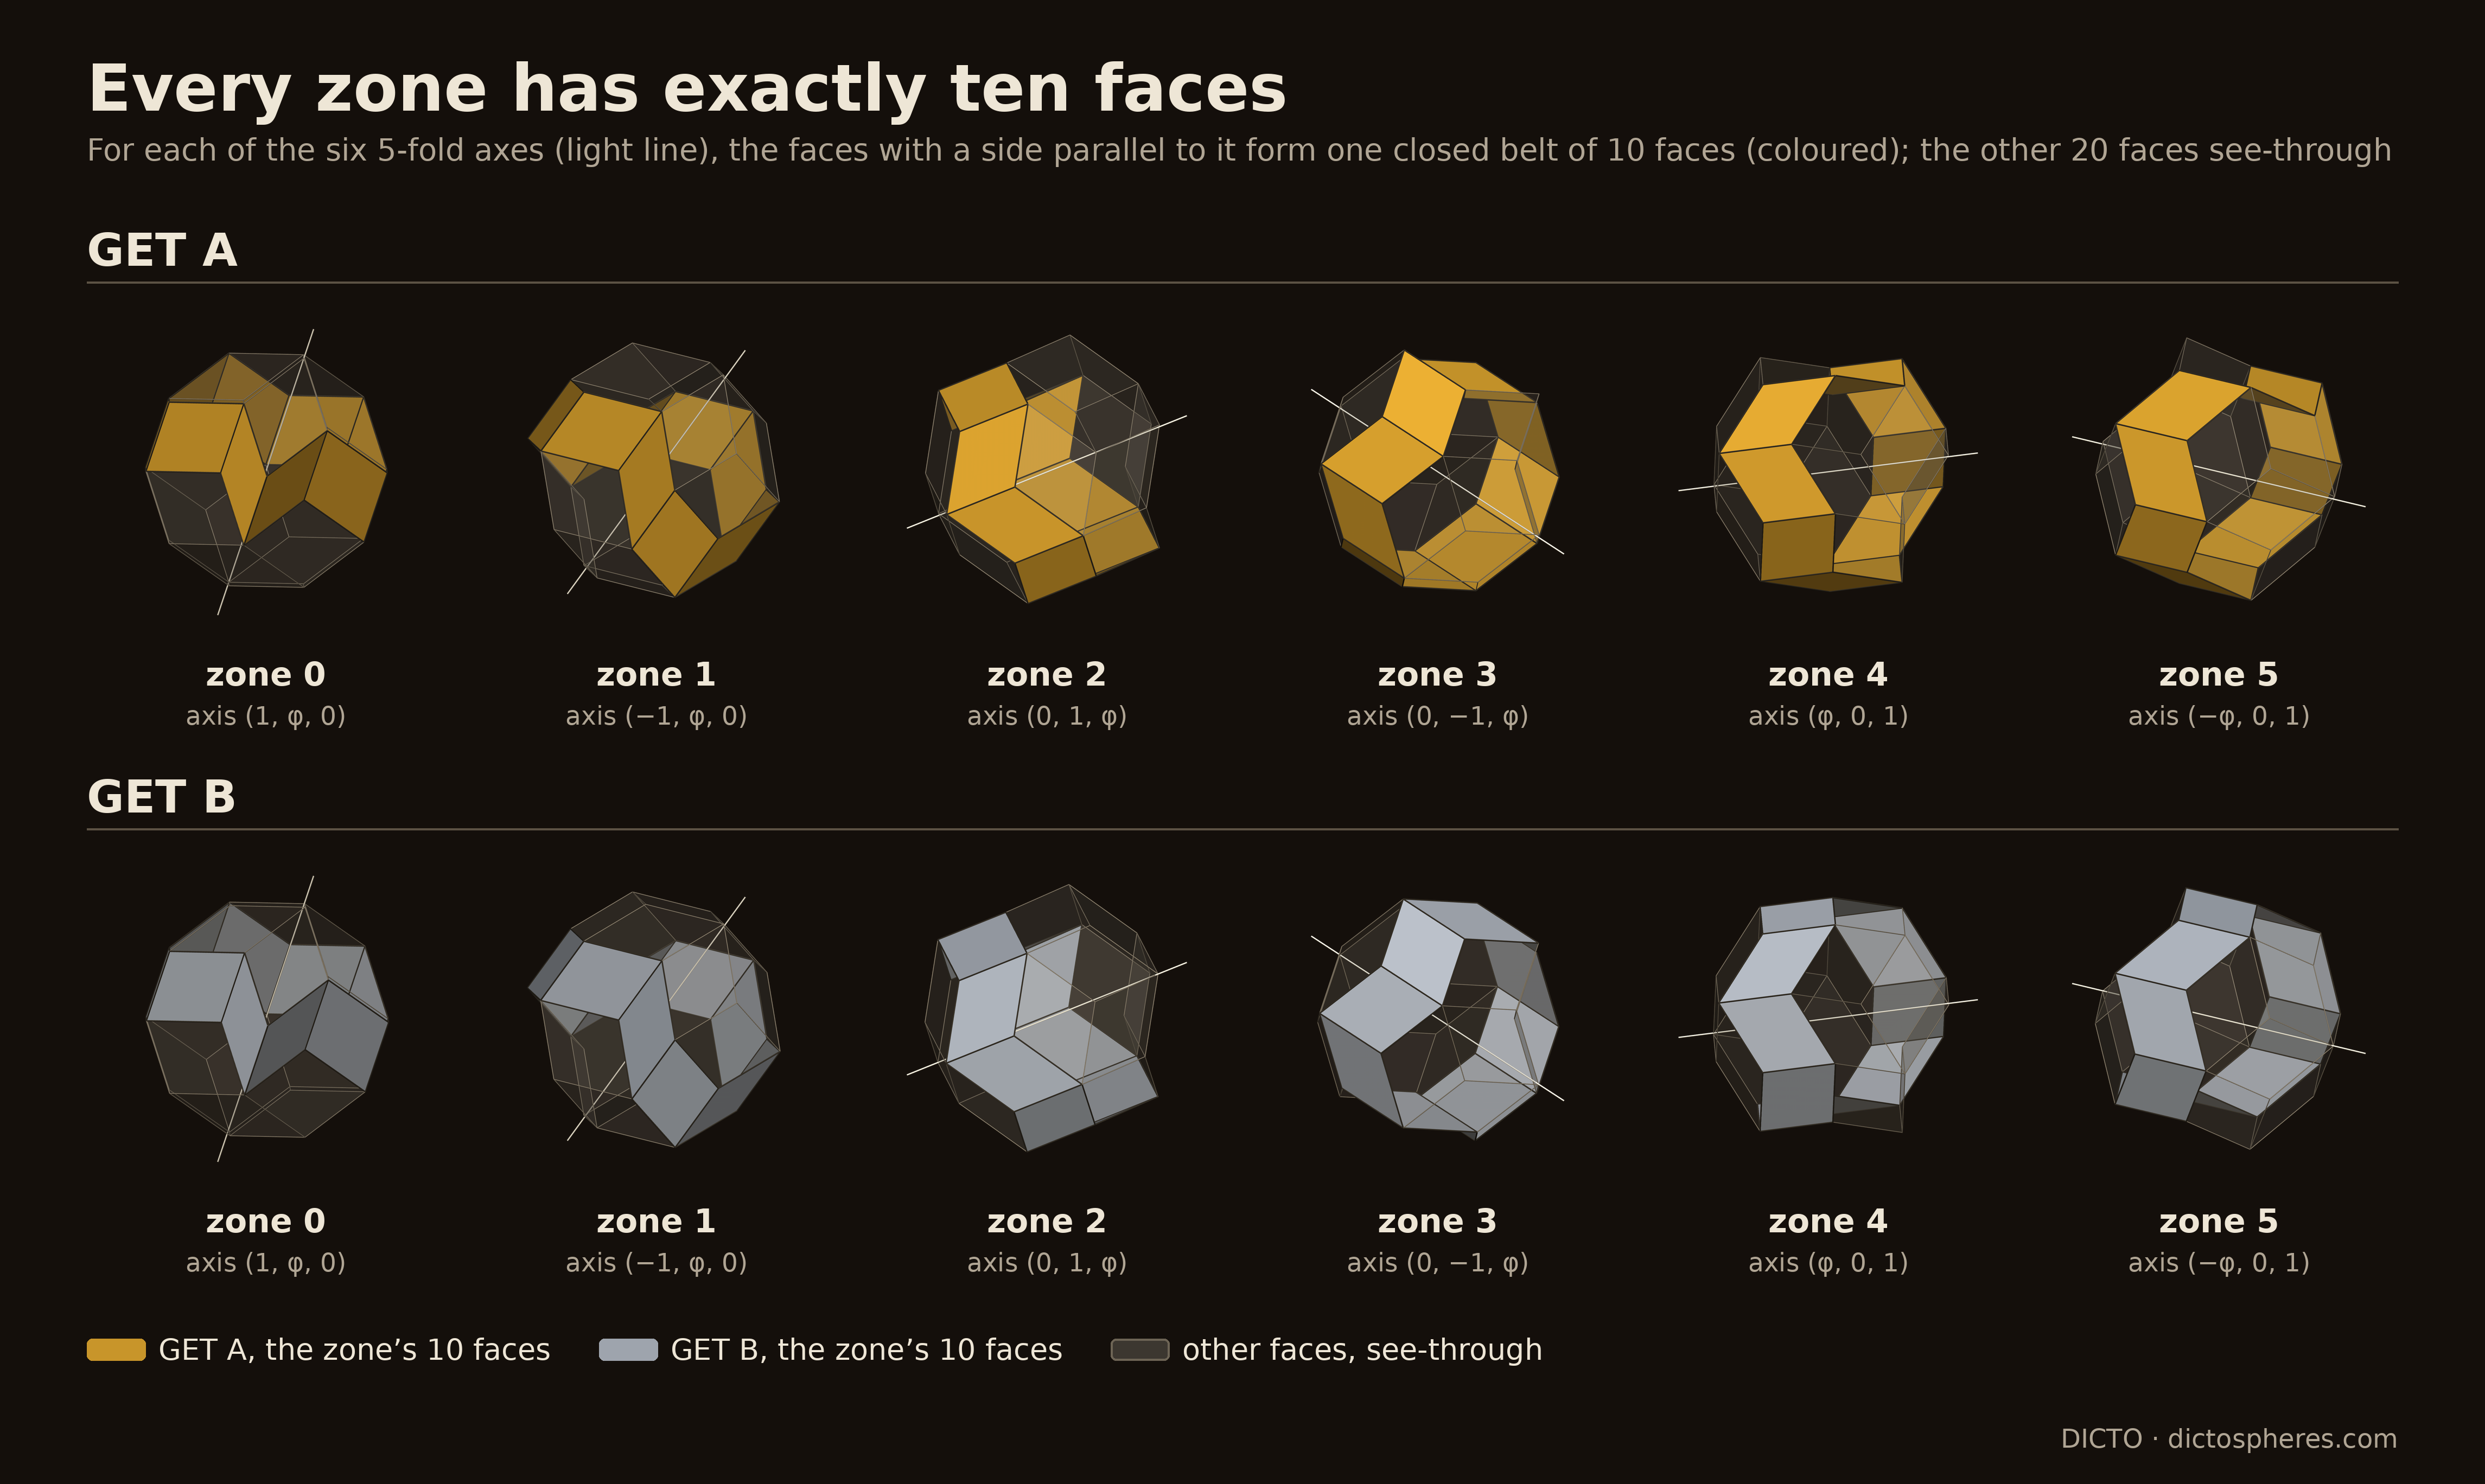 Every zone has exactly ten faces
For each of the six 5-fold axes (light line), the faces with a side parallel to it form one closed belt of 10 faces (coloured); the other 20 faces see-through
GET A
zone 0
axis (1, φ, 0)
zone 1
axis (−1, φ, 0)
zone 2
axis (0, 1, φ)
zone 3
axis (0, −1, φ)
zone 4
axis (φ, 0, 1)
zone 5
axis (−φ, 0, 1)
GET B
zone 0
axis (1, φ, 0)
zone 1
axis (−1, φ, 0)
zone 2
axis (0, 1, φ)
zone 3
axis (0, −1, φ)
zone 4
axis (φ, 0, 1)
zone 5
axis (−φ, 0, 1)
GET A, the zone’s 10 faces
GET B, the zone’s 10 faces
other faces, see-through
DICTO · dictospheres.com